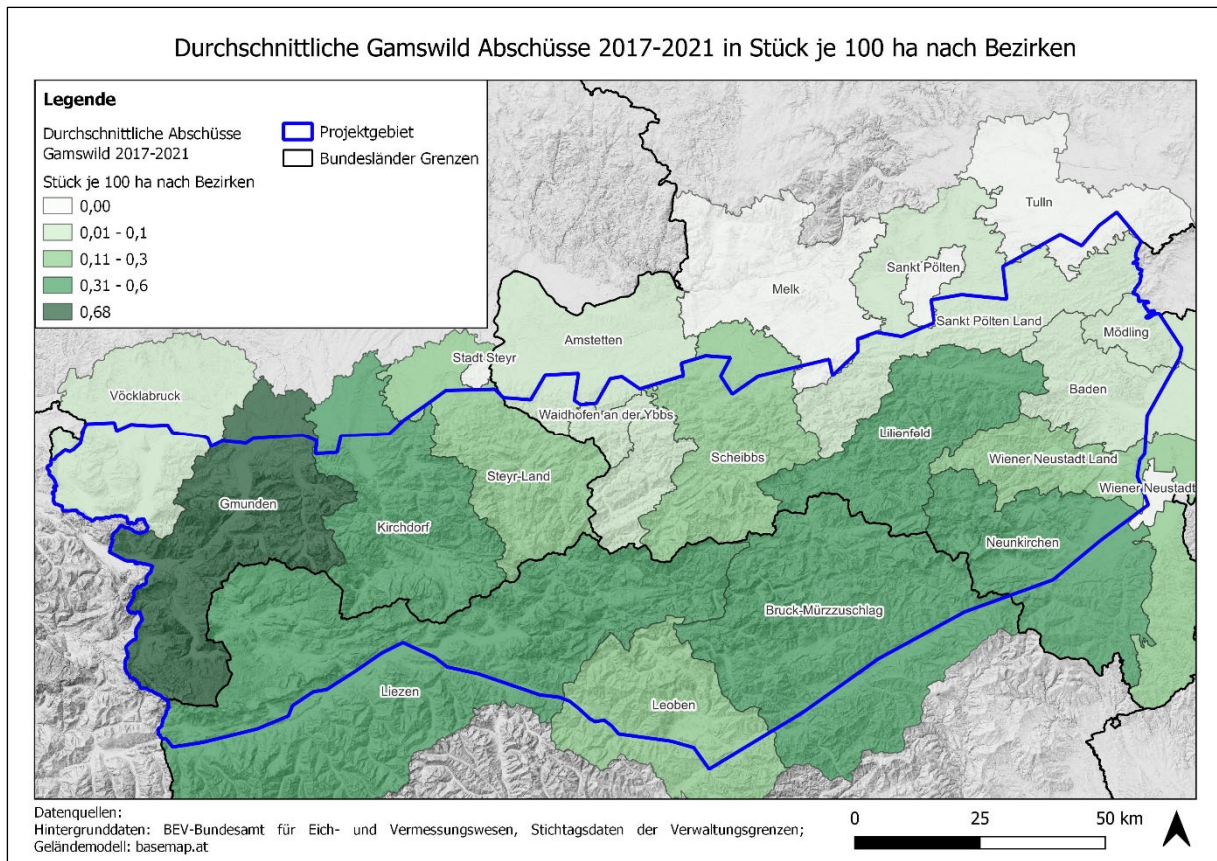 Durchschnittliche Gamswild Abschüsse 2017-2021 in Stück je 100 ha nach Bezirken
Legende
Durchschnittliche Abschüsse
Gamswild 2017-2021
Stück je 100 ha nach Bezirken
0,00
0,01 - 0,1
0,11 - 0,3
0,31 - 0,6
0,68
Projektgebiet
Bundesländer Grenzen
Tulln
Sankt Pölten
Melk
Sankt Pölten Land
Mödling
Amstetten
Stadt Steyr
Baden
Vöcklabruck
Waidhofen an der Ybbs
Lilienfeld
Scheibbs
Wiener Neustadt Land
Steyr-Land
Wiener Neustadt
Gmunden
Kirchdorf
Neunkirchen
Bruck-Mürzzuschlag
Liezen
Leoben
Datenquellen:
Hintergrunddaten: BEV-Bundesamt für Eich- und Vermessungswesen, Stichtagsdaten der Verwaltungsgrenzen;
Geländemodell: basemap.at
0 25 50 km